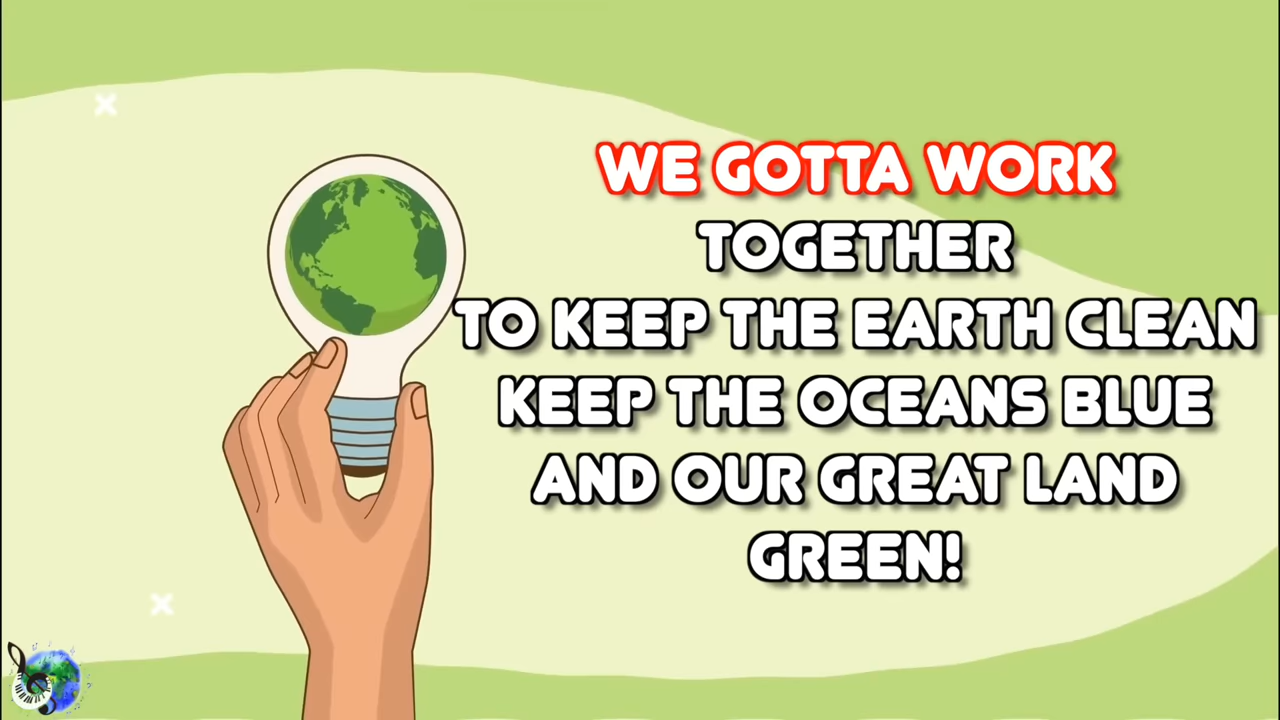 WE GOTTA WORK
TOGETHER
TO KEEP THE EARTH CLEAN
KEEP THE OCEANS BLUE
AND OUR GREAT LAND
GREEN!